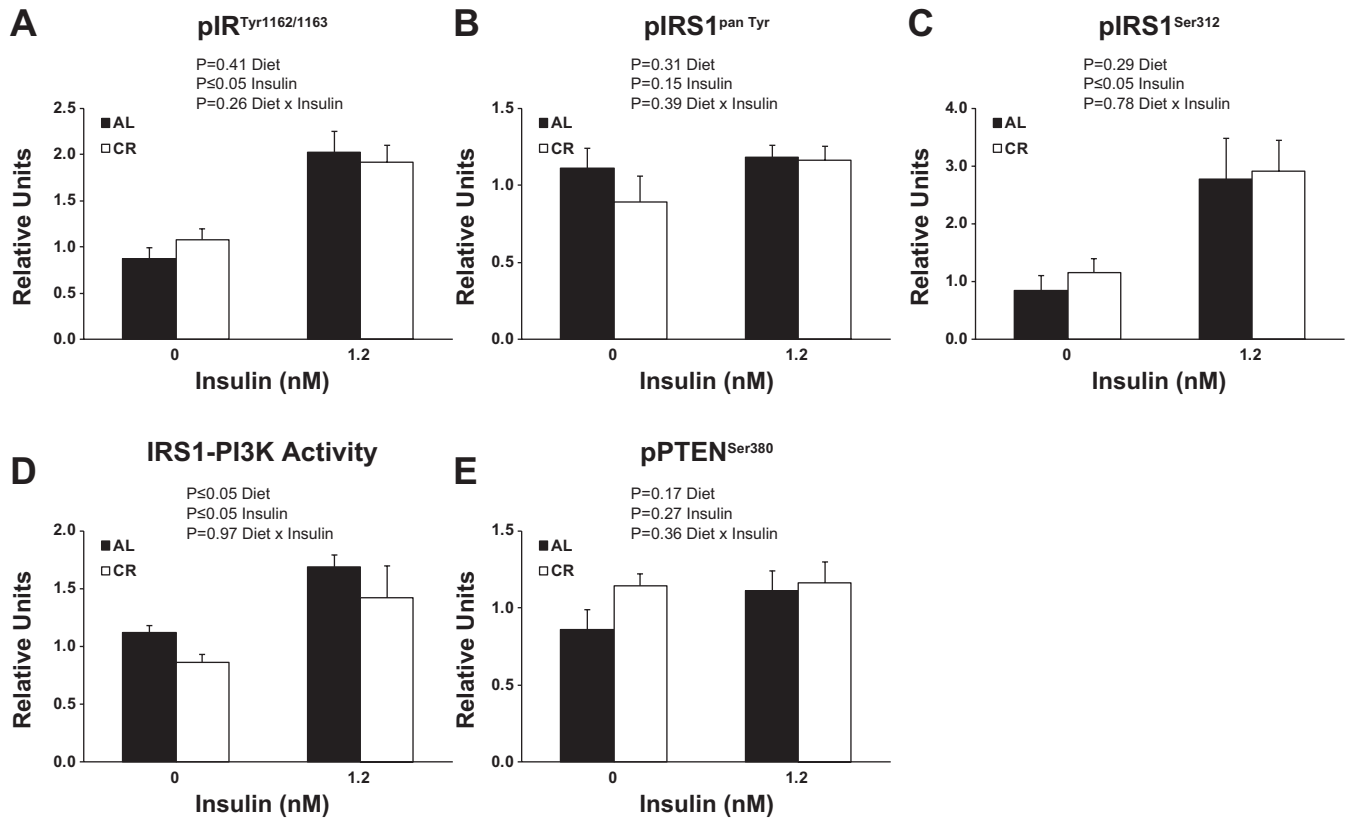 A
pIR^Tyr1162/1163
P=0.41 Diet
P≤0.05 Insulin
P=0.26 Diet x Insulin
AL
CR
Relative Units
2.5
2.0
1.5
1.0
0.5
0.0
0
1.2
Insulin (nM)
B
pIRS1^pan Tyr
P=0.31 Diet
P=0.15 Insulin
P=0.39 Diet x Insulin
AL
CR
Relative Units
1.5
1.0
0.5
0.0
0
1.2
Insulin (nM)
C
pIRS1^Ser312
P=0.29 Diet
P≤0.05 Insulin
P=0.78 Diet x Insulin
AL
CR
Relative Units
4.0
3.0
2.0
1.0
0.0
0
1.2
Insulin (nM)
D
IRS1-PI3K Activity
P≤0.05 Diet
P≤0.05 Insulin
P=0.97 Diet x Insulin
AL
CR
Relative Units
2.0
1.5
1.0
0.5
0.0
0
1.2
Insulin (nM)
E
pPTEN^Ser380
P=0.17 Diet
P=0.27 Insulin
P=0.36 Diet x Insulin
AL
CR
Relative Units
1.5
1.0
0.5
0.0
0
1.2
Insulin (nM)